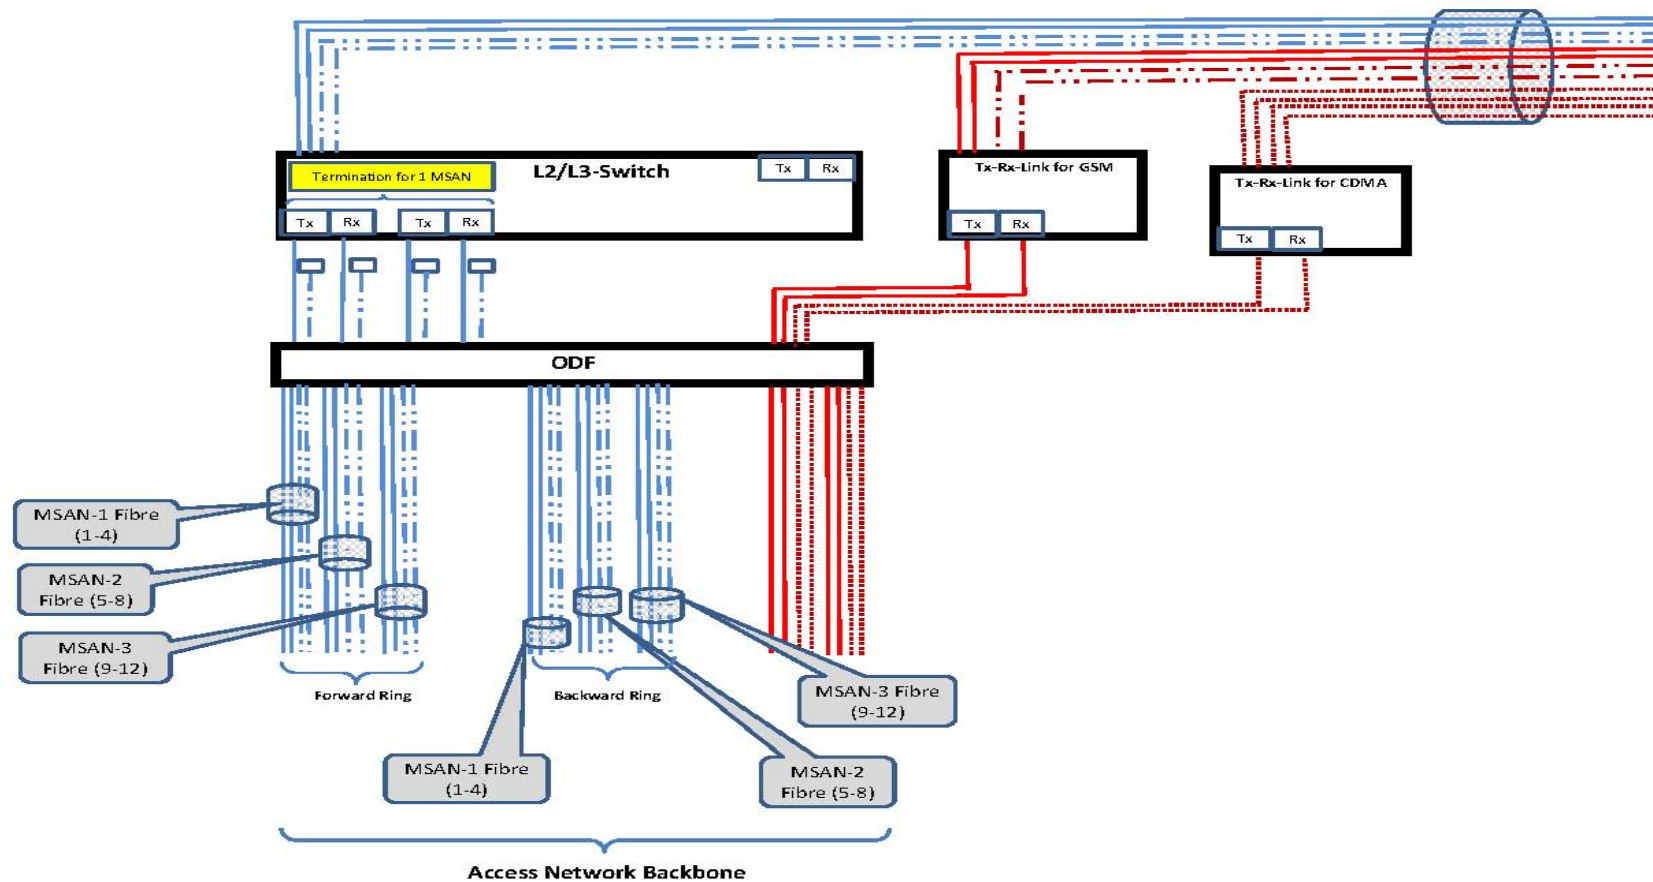 Termination for 1 MSAN
L2/L3-Switch
Tx
Rx
Tx
Rx
Tx
Rx
Tx-Rx-Link for GSM
Tx
Rx
Tx-Rx-Link for CDMA
Tx
Rx
ODF
MSAN-1 Fibre
(1-4)
MSAN-2
Fibre (5-8)
MSAN-3
Fibre (9-12)
Forward Ring
Backward Ring
MSAN-3 Fibre
(9-12)
MSAN-1 Fibre
(1-4)
MSAN-2
Fibre (5-8)
Access Network Backbone